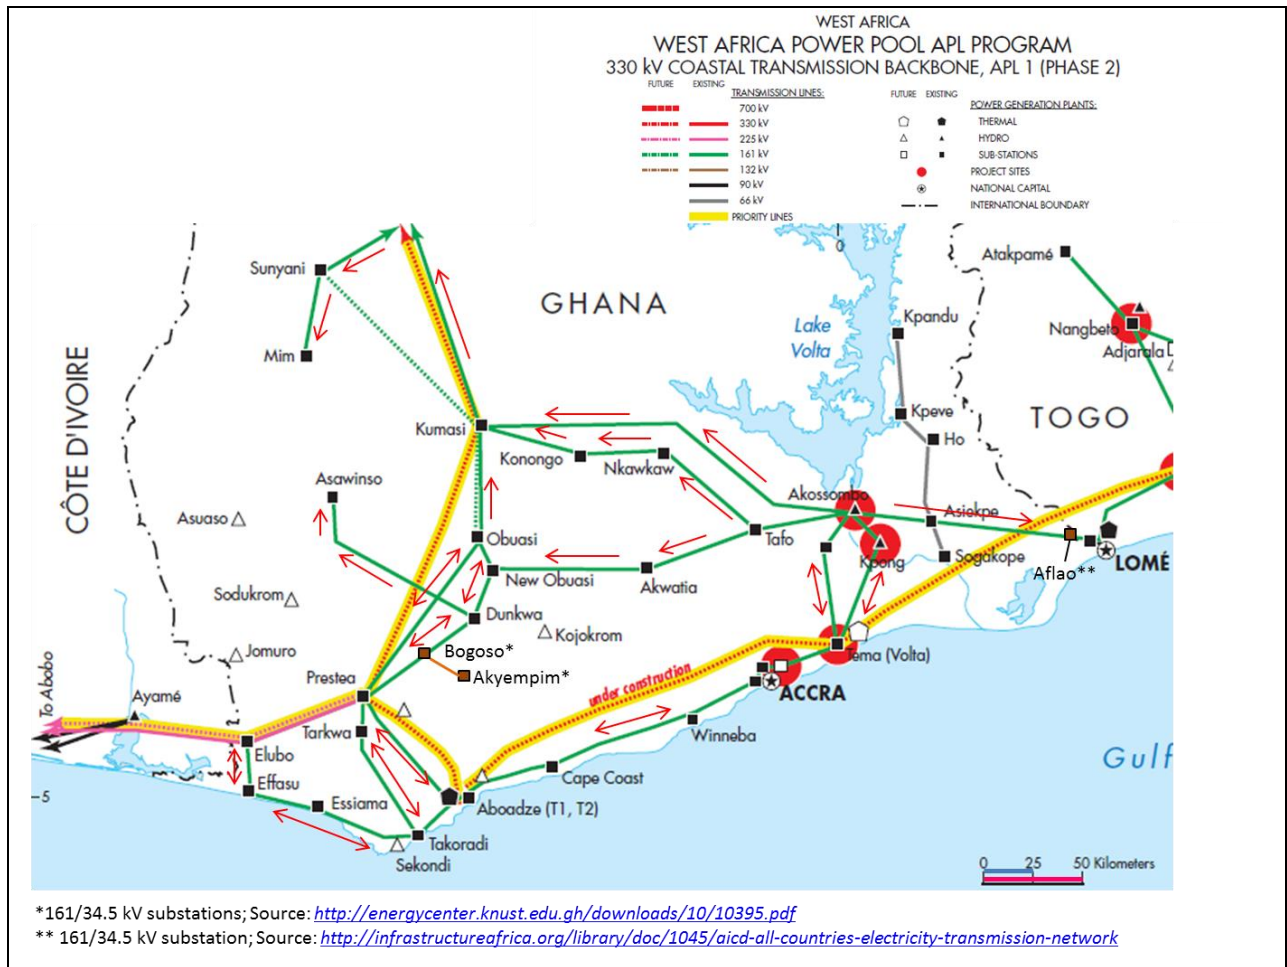 WEST AFRICA
WEST AFRICA POWER POOL APL PROGRAM
330 kV COASTAL TRANSMISSION BACKBONE, APL 1 (PHASE 2)
FUTURE EXISTING TRANSMISSION LINES:
700 kV
330 kV
225 kV
161 kV
132 kV
90 kV
66 kV
PRIORITY LINES
FUTURE EXISTING POWER GENERATION PLANTS:
THERMAL
HYDRO
SUB-STATIONS
PROJECT SITES
NATIONAL CAPITAL
INTERNATIONAL BOUNDARY
0
Atakpamé
Sunyani
GHANA
Kpandu
Lake
Volta
Nangbeto
Adjarala
Mim
CÔTE D'IVOIRE
Kpeve
TOGO
Kumasi
Ho
Konongo
Nkawkaw
Asawinso
Akossombo
Asuaso
Asiekpe
Obuasi
Tafo
Kpong
Sogakope
LOMÉ
New Obuasi
Akwatia
Aflao**
Sodukrom
Dunkwa
Kojokrom
Jomuro
Bogoso*
Tema (Volta)
Prestea
Akyempim*
under construction
ACCRA
To Abobo
Ayamé
Tarkwa
Winneba
Elubo
Gulf
Effasu
Cape Coast
5
Essiama
Aboadze (T1, T2)
Takoradi
Sekondi
0 25 50 Kilometers
*161/34.5 kV substations; Source: http://energycenter.knust.edu.gh/downloads/10/10395.pdf
** 161/34.5 kV substation; Source: http://infrastructureafrica.org/library/doc/1045/aicd-all-countries-electricity-transmission-network